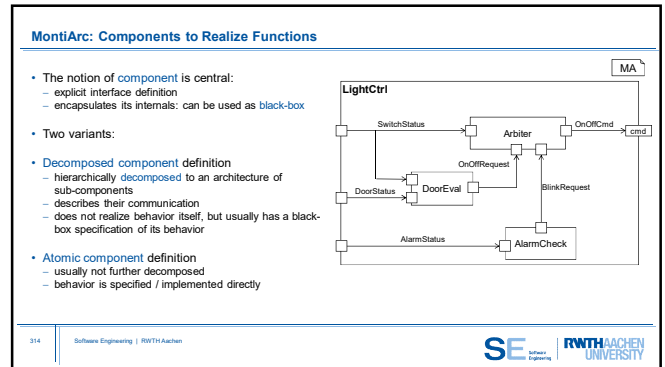 MontiArc: Components to Realize Functions
• The notion of component is central:
– explicit interface definition
– encapsulates its internals: can be used as black-box
• Two variants:
• Decomposed component definition
– hierarchically decomposed to an architecture of
sub-components
– describes their communication
– does not realize behavior itself, but usually has a black-
box specification of its behavior
• Atomic component definition
– usually not further decomposed
– behavior is specified / implemented directly
MA
LightCtrl
SwitchStatus
Arbiter
OnOffCmd
cmd
OnOffRequest
DoorStatus
DoorEval
BlinkRequest
AlarmStatus
AlarmCheck
314
Software Engineering | RWTH Aachen
SE Software
Engineering
RWTH AACHEN
UNIVERSITY